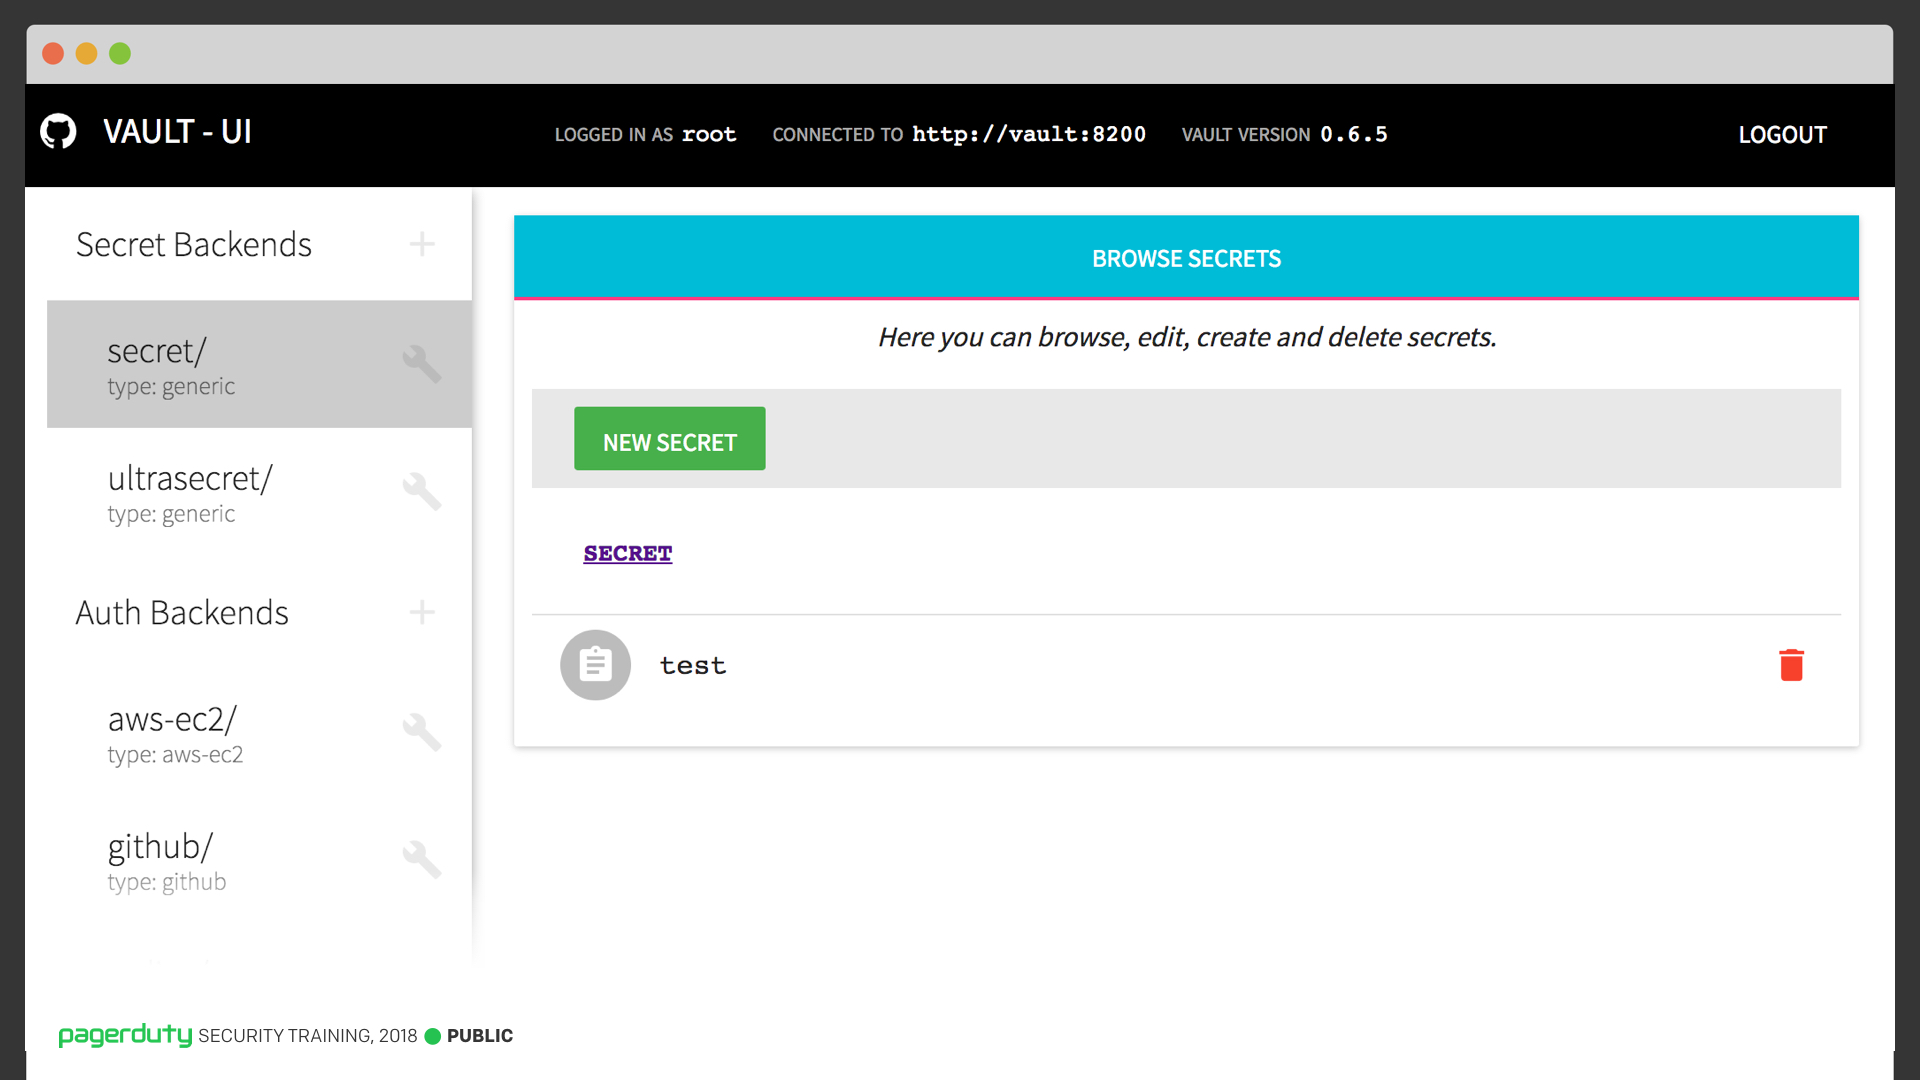 VAULT - UI
LOGGED IN AS root CONNECTED TO http://vault:8200 VAULT VERSION 0.6.5
LOGOUT
Secret Backends +
secret/
type: generic
ultrasecret/
type: generic
Auth Backends +
aws-ec2/
type: aws-ec2
github/
type: github
BROWSE SECRETS
Here you can browse, edit, create and delete secrets.
NEW SECRET
SECRET
test
pagerduty SECURITY TRAINING, 2018 PUBLIC